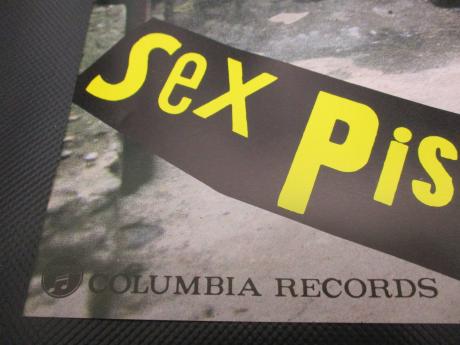 Sex Pis
COLUMBIA RECORDS